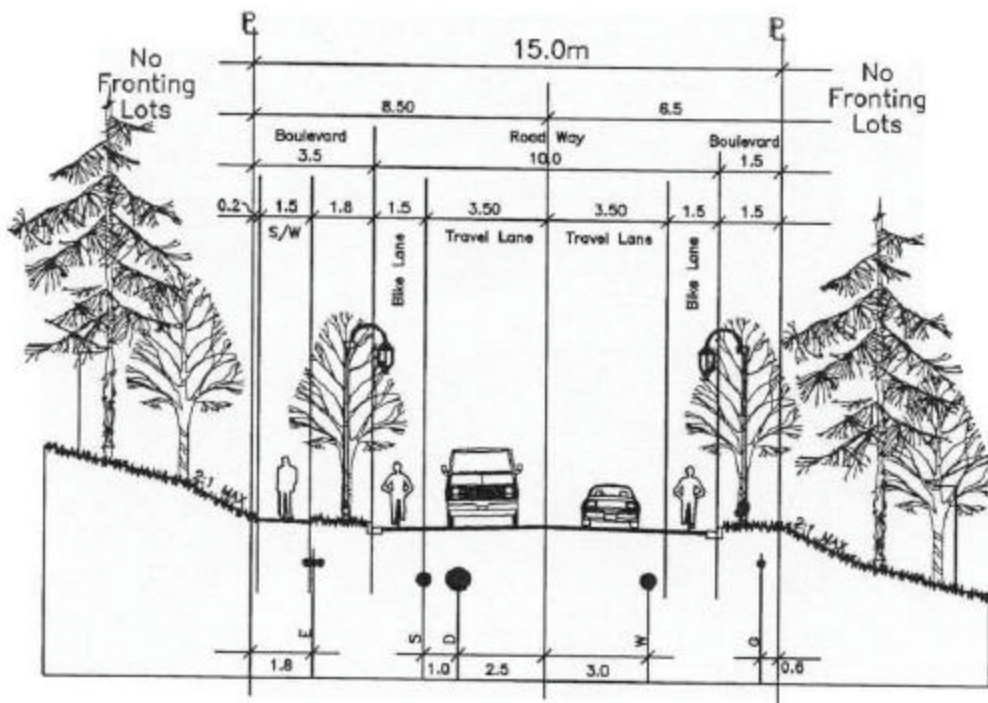 PL
PL
15.0m
No
Fronting
Lots
No
Fronting
Lots
8.50
6.5
Boulevard
Road Way
Boulevard
3.5
10.0
1.5
0.2
1.5
1.8
1.5
3.50
3.50
1.5
1.5
S/W
Bike Lane
Travel Lane
Travel Lane
Bike Lane
2:1 MAX
2:1 MAX
E
S
D
W
G
1.8
1.0
2.5
3.0
0.6